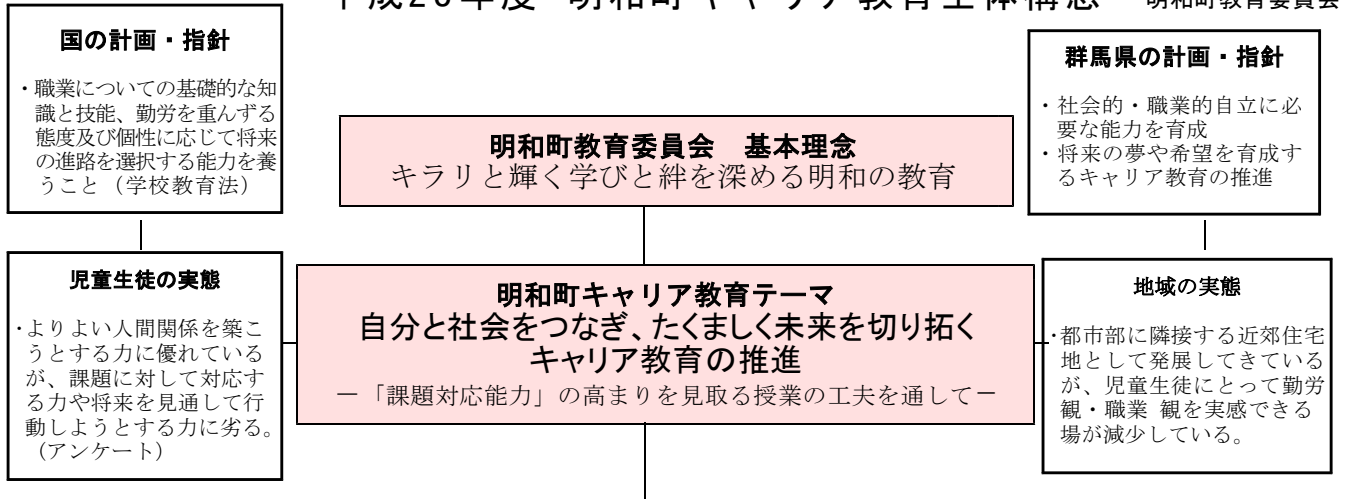 明和町キャリア教育全体構想 明和町教育委員会
国の計画・指針
・職業についての基礎的な知
識と技能、勤労を重んずる
態度及び個性に応じて将来
の進路を選択する能力を養
うこと（学校教育法）
明和町教育委員会　基本理念
キラリと輝く学びと絆を深める明和の教育
群馬県の計画・指針
・社会的・職業的自立に必
要な能力を育成
・将来の夢や希望を育成す
るキャリア教育の推進
児童生徒の実態
・よりよい人間関係を築こ
うとする力に優れている
が、課題に対して対応す
る力や将来を見通して行
動しようとする力に劣る。
（アンケート）
明和町キャリア教育テーマ
自分と社会をつなぎ、たくましく未来を切り拓く
キャリア教育の推進
－「課題対応能力」の高まりを見取る授業の工夫を通して－
地域の実態
・都市部に隣接する近郊住宅
地として発展してきている
が、児童生徒にとって勤労
観・職業 観を実感できる
場が減少している。